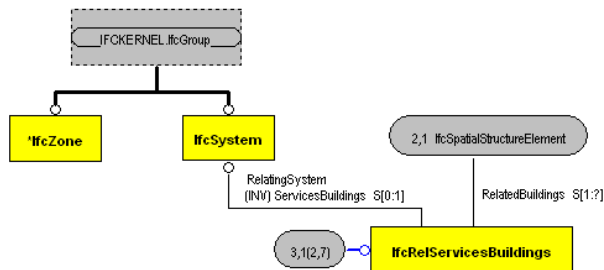 IFCKERNEL.IfcGroup
*IfcZone
IfcSystem
2,1 IfcSpatialStructureElement
RelatingSystem
(INV) ServicesBuildings S[0:1]
RelatedBuildings S[1:?]
3,1(2,7)
IfcRelServicesBuildings